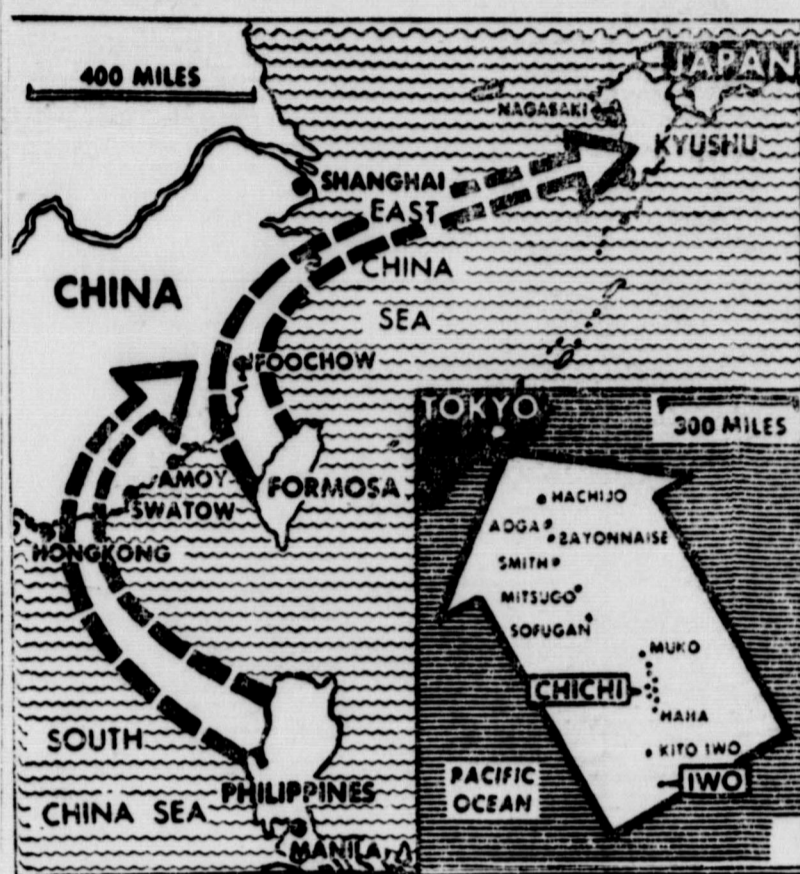 400 MILES
JAPAN
NAGASAKI
KYUSHU
SHANGHAI
EAST
CHINA
SEA
CHINA
FOOCHOW
AMOY
SWATOW
FORMOSA
HONGKONG
SOUTH
CHINA SEA
PHILIPPINES
MANILA
TOKYO
300 MILES
HACHIJO
AOGA
BAYONNAISE
SMITH
MITSUGO
SOFUGAN
MUKO
CHICHI
HAHA
KITO IWO
IWO
PACIFIC
OCEAN